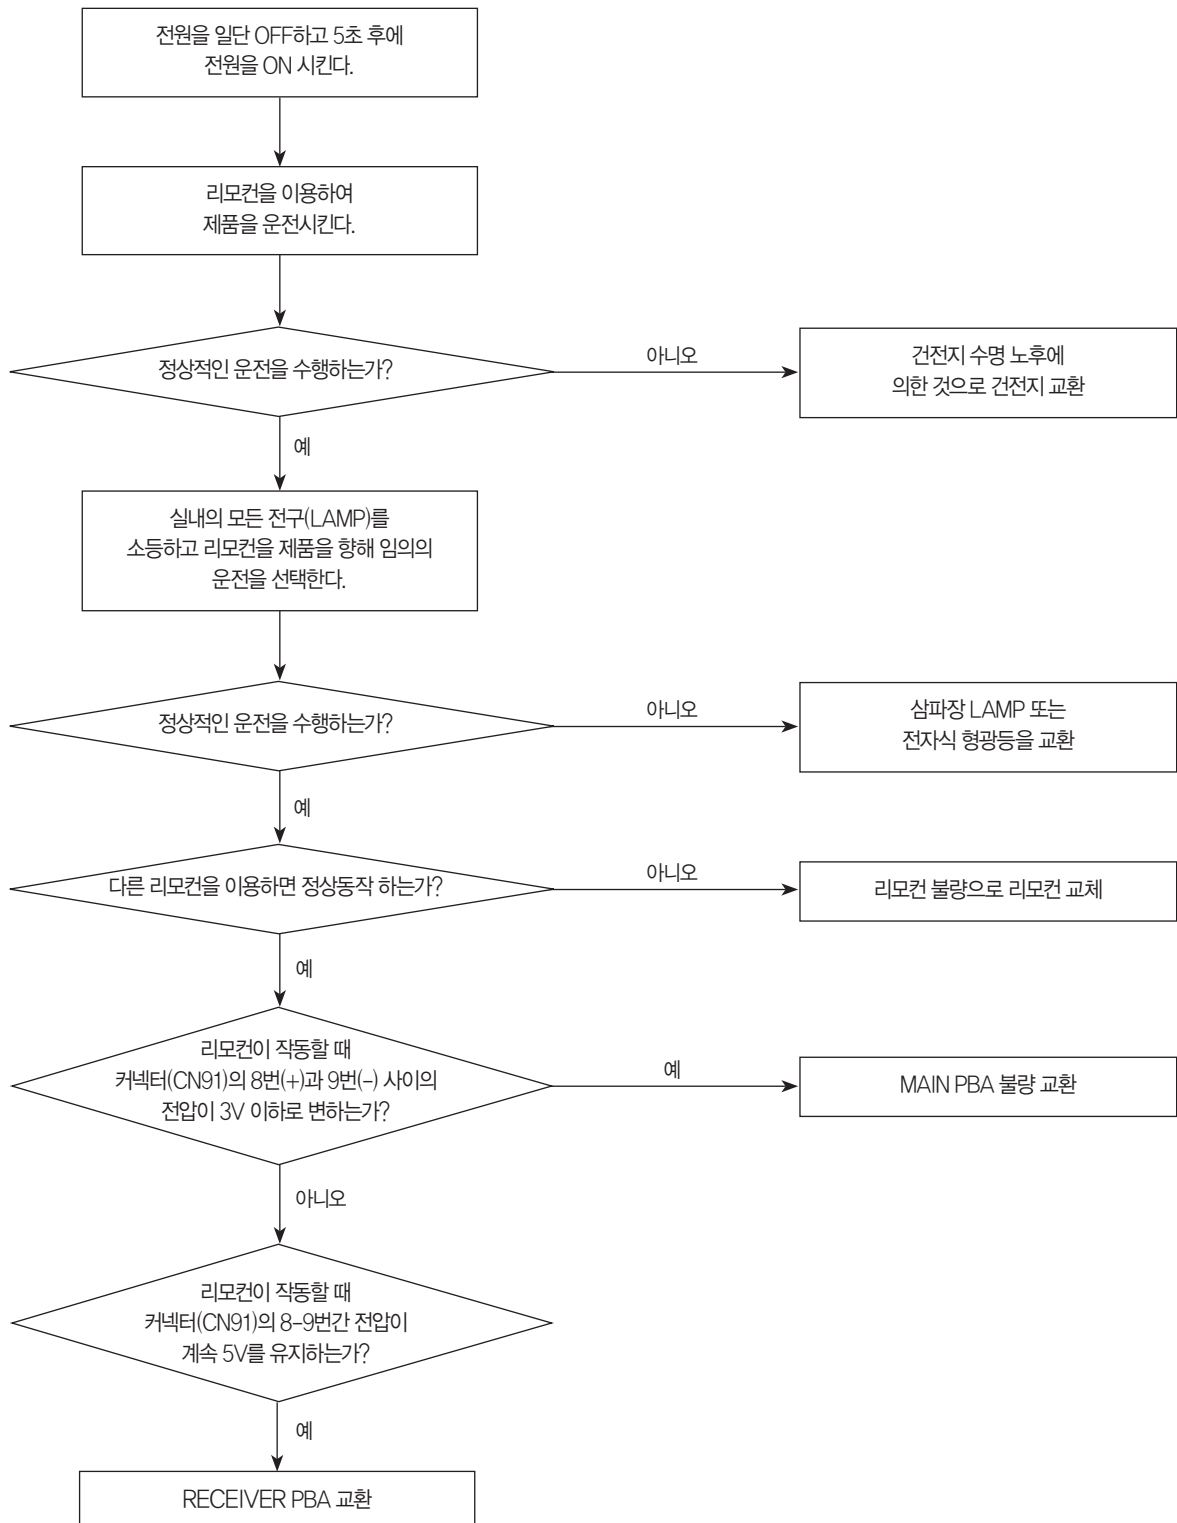 전원을 일단 OFF하고 5초 후에
전원을 ON 시킨다.
리모컨을 이용하여
제품을 운전시킨다.
정상적인 운전을 수행하는가?
아니오
건전지 수명 노후에
의한 것으로 건전지 교환
예
실내의 모든 전구(LAMP)를
소등하고 리모컨을 제품을 향해 임의의
운전을 선택한다.
정상적인 운전을 수행하는가?
아니오
삼파장 LAMP 또는
전자식 형광등을 교환
예
다른 리모컨을 이용하면 정상동작 하는가?
아니오
리모컨 불량으로 리모컨 교체
예
리모컨이 작동할 때
커넥터(CN91)의 8번(+)과 9번(-) 사이의
전압이 3V 이하로 변하는가?
예
MAIN PBA 불량 교환
아니오
리모컨이 작동할 때
커넥터(CN91)의 8-9번간 전압이
계속 5V를 유지하는가?
예
RECEIVER PBA 교환